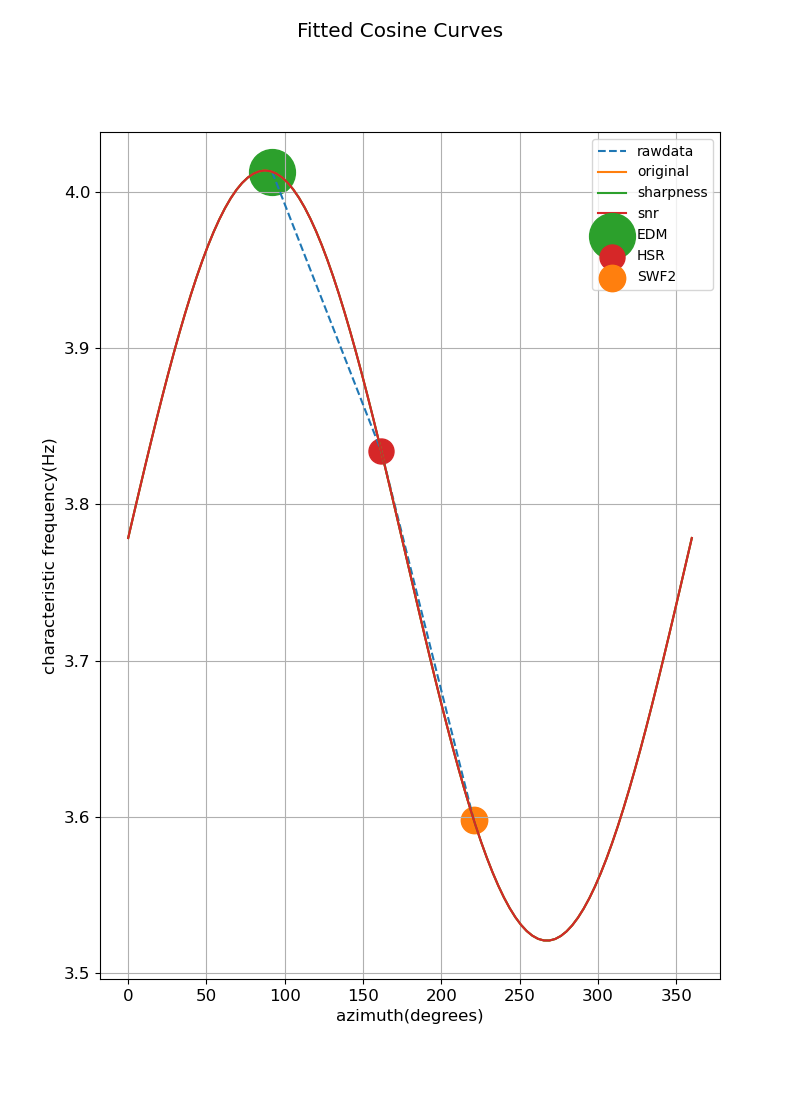 Fitted Cosine Curves
rawdata
original
sharpness
snr
EDM
HSR
SWF2
4.0
3.9
3.8
3.7
3.6
3.5
characteristic frequency(Hz)
0 50 100 150 200 250 300 350
azimuth(degrees)